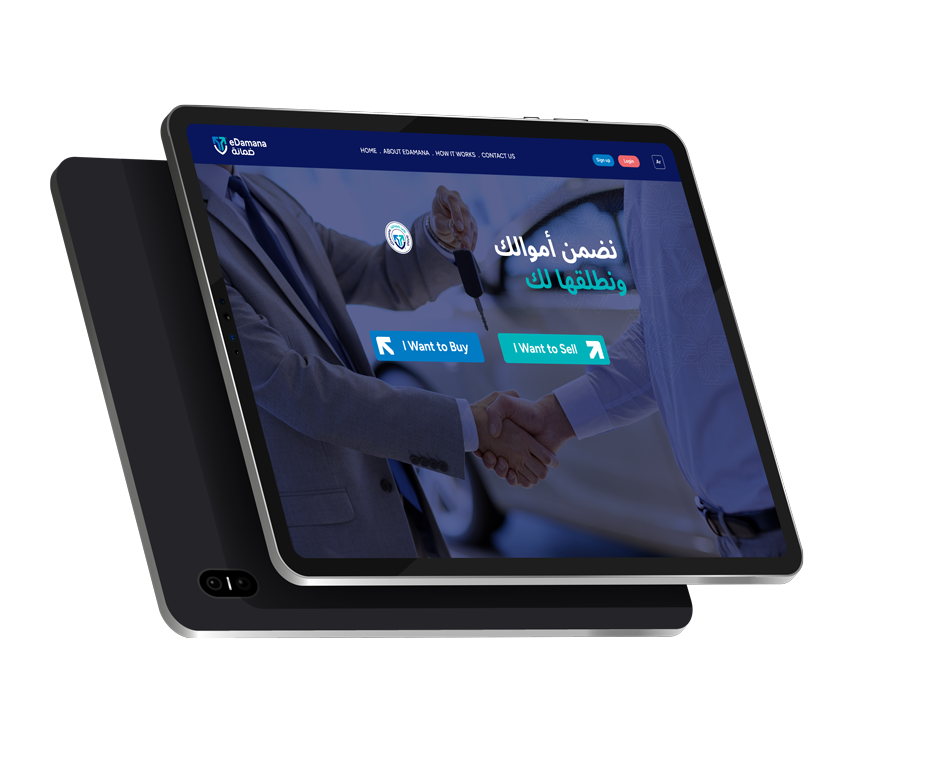 eDamana
ضمانة
HOME . ABOUT EDAMANA . HOW IT WORKS . CONTACT US
Sign up
Login
Ar
نضمن أموالك
ونطلقها لك
I Want to Buy
I Want to Sell